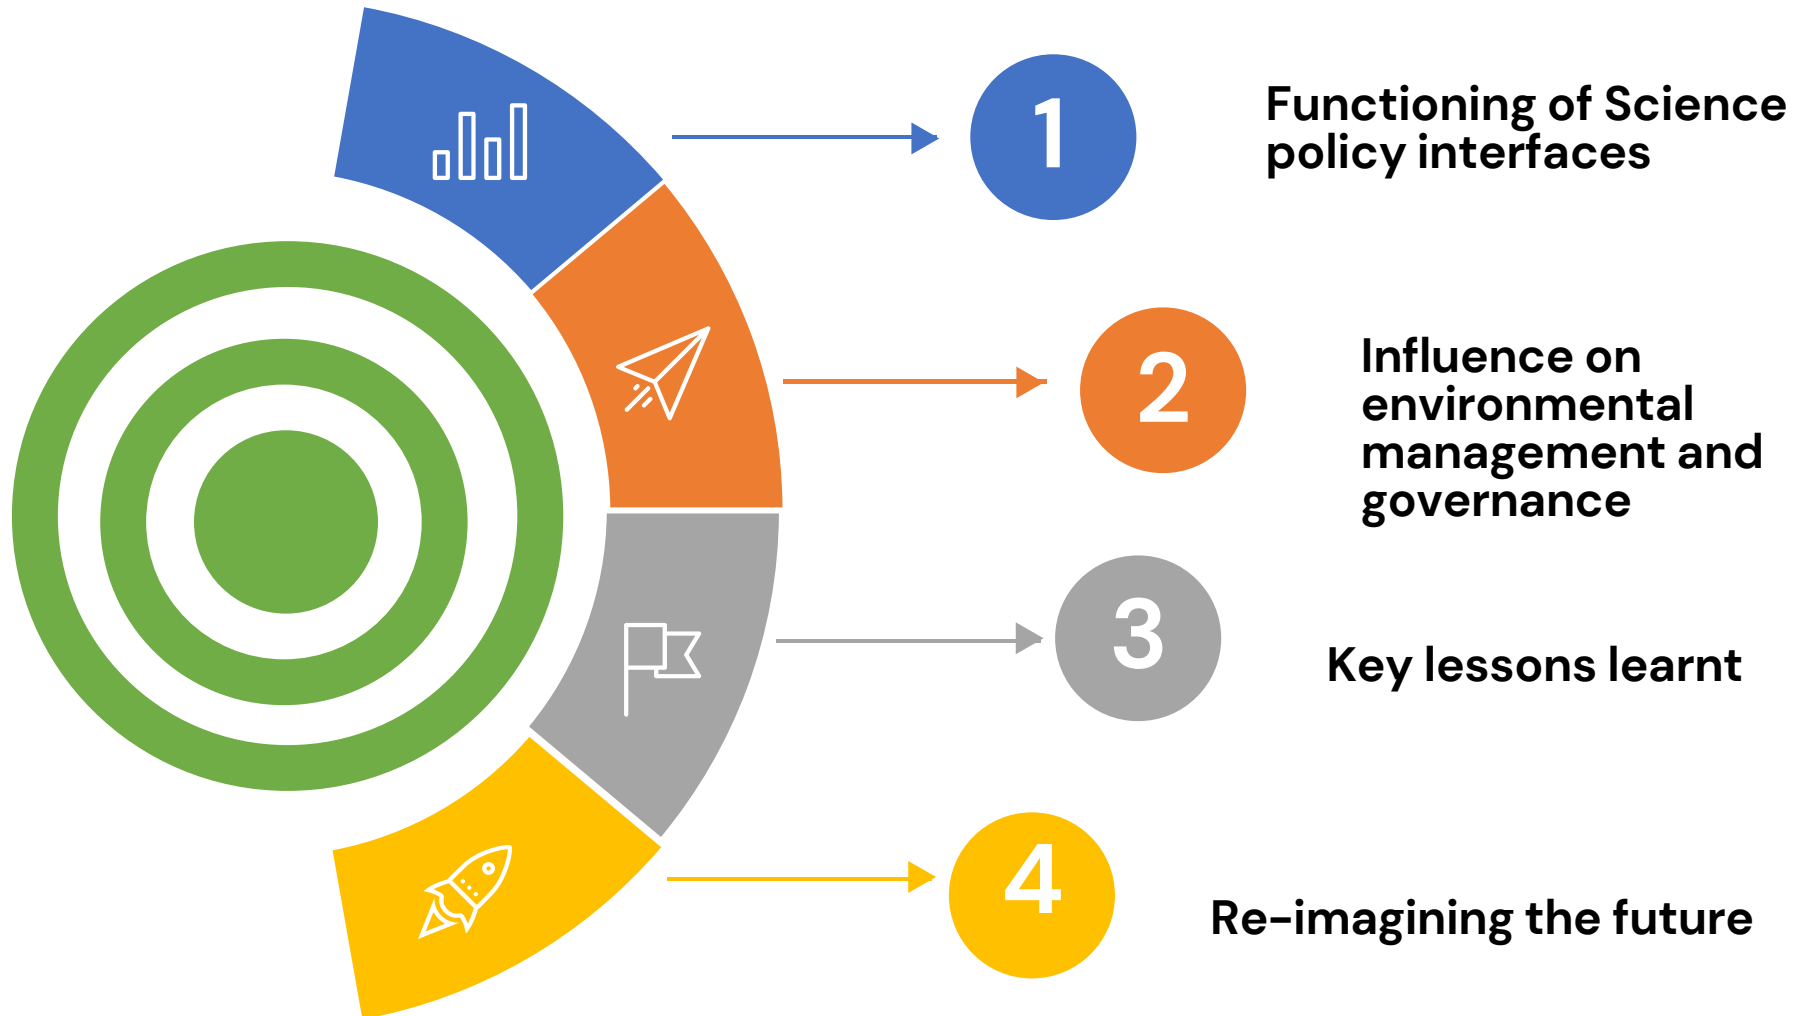 1
Functioning of Science
policy interfaces
2
Influence on
environmental
management and
governance
3
Key lessons learnt
4
Re-imagining the future